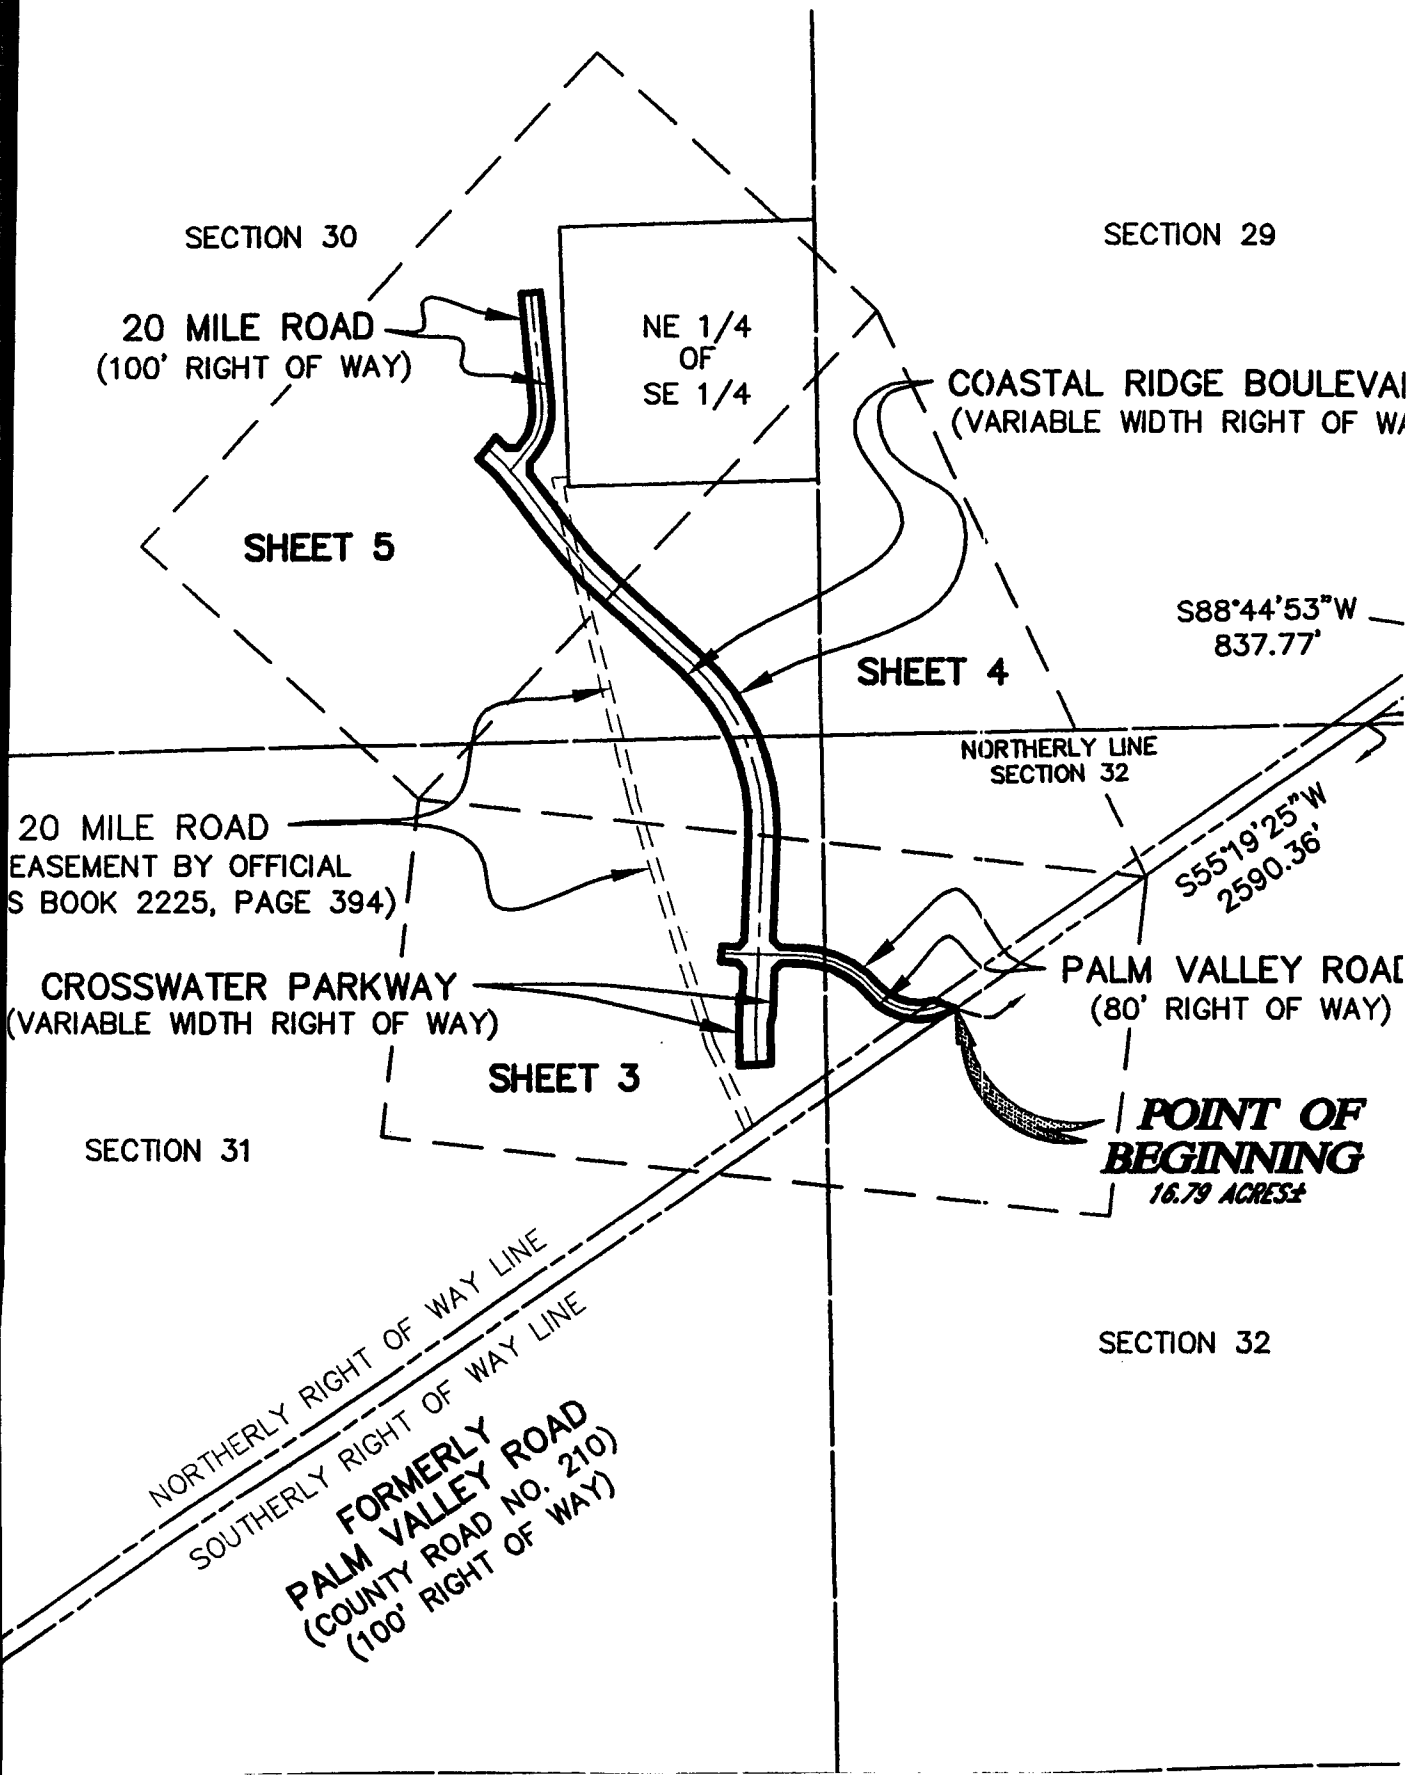 SECTION 30
SECTION 29
20 MILE ROAD
(100' RIGHT OF WAY)
NE 1/4
OF
SE 1/4
COASTAL RIDGE BOULEVA
(VARIABLE WIDTH RIGHT OF WA
SHEET 5
S88°44'53"W
837.77'
SHEET 4
NORTHERLY LINE
SECTION 32
S55°19'25"W
2590.36'
20 MILE ROAD
EASEMENT BY OFFICIAL
S BOOK 2225, PAGE 394)
CROSSWATER PARKWAY
(VARIABLE WIDTH RIGHT OF WAY)
PALM VALLEY ROAD
(80' RIGHT OF WAY)
SHEET 3
POINT OF
BEGINNING
16.79 ACRES±
SECTION 31
SECTION 32
NORTHERLY RIGHT OF WAY LINE
SOUTHERLY RIGHT OF WAY LINE
FORMERLY
PALM VALLEY ROAD
(COUNTY ROAD NO. 210)
(100' RIGHT OF WAY)